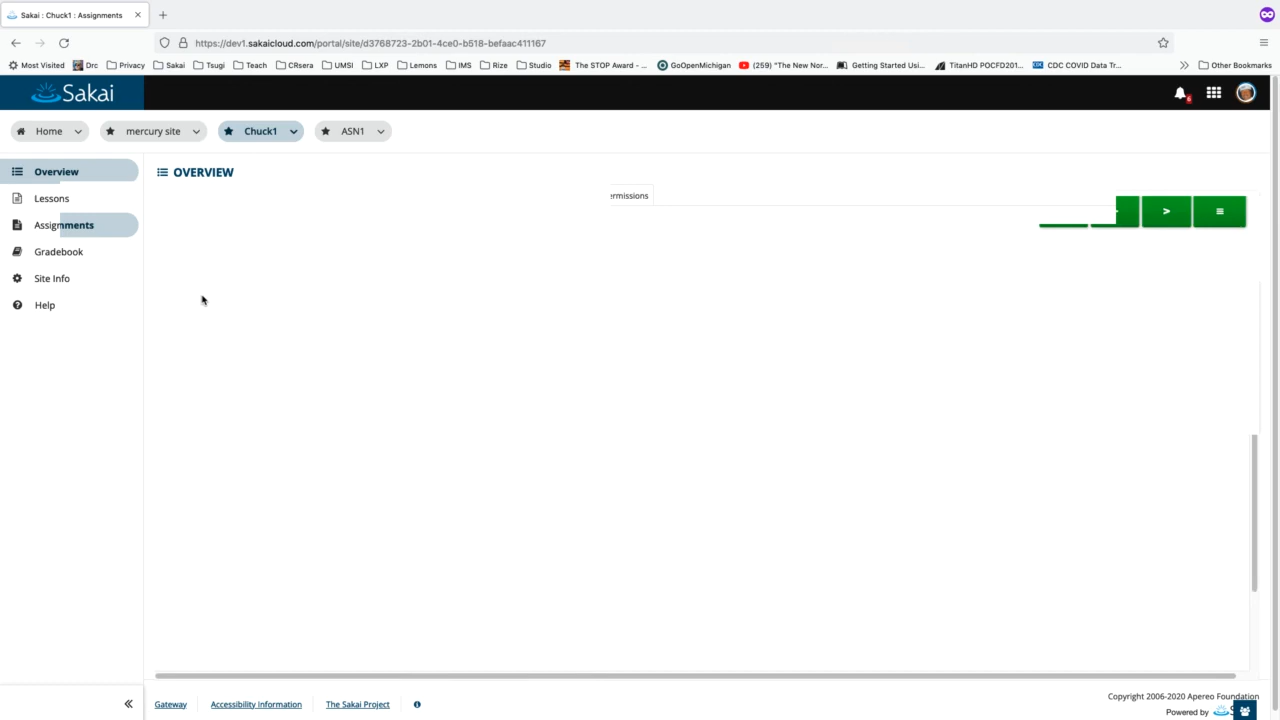 Sakai : Chuck1 : Assignments
https://dev1.sakaicloud.com/portal/site/d3768723-2b01-4ce0-b518-befaac411167
Most Visited Drc Privacy Sakai Tsugi Teach CRsera UMSI LXP Lemons IMS Rize Studio The STOP Award - ... GoOpenMichigan (259) "The New Nor... Getting Started Usi... TitanHD POCFD201... CDC COVID Data Tr... Other Bookmarks
Sakai
Home mercury site Chuck1 ASN1
Overview
Lessons
Assignments
Gradebook
Site Info
Help
OVERVIEW
ermissions
Gateway Accessibility information The Sakai Project
Copyright 2006-2020 Apereo Foundation
Powered by